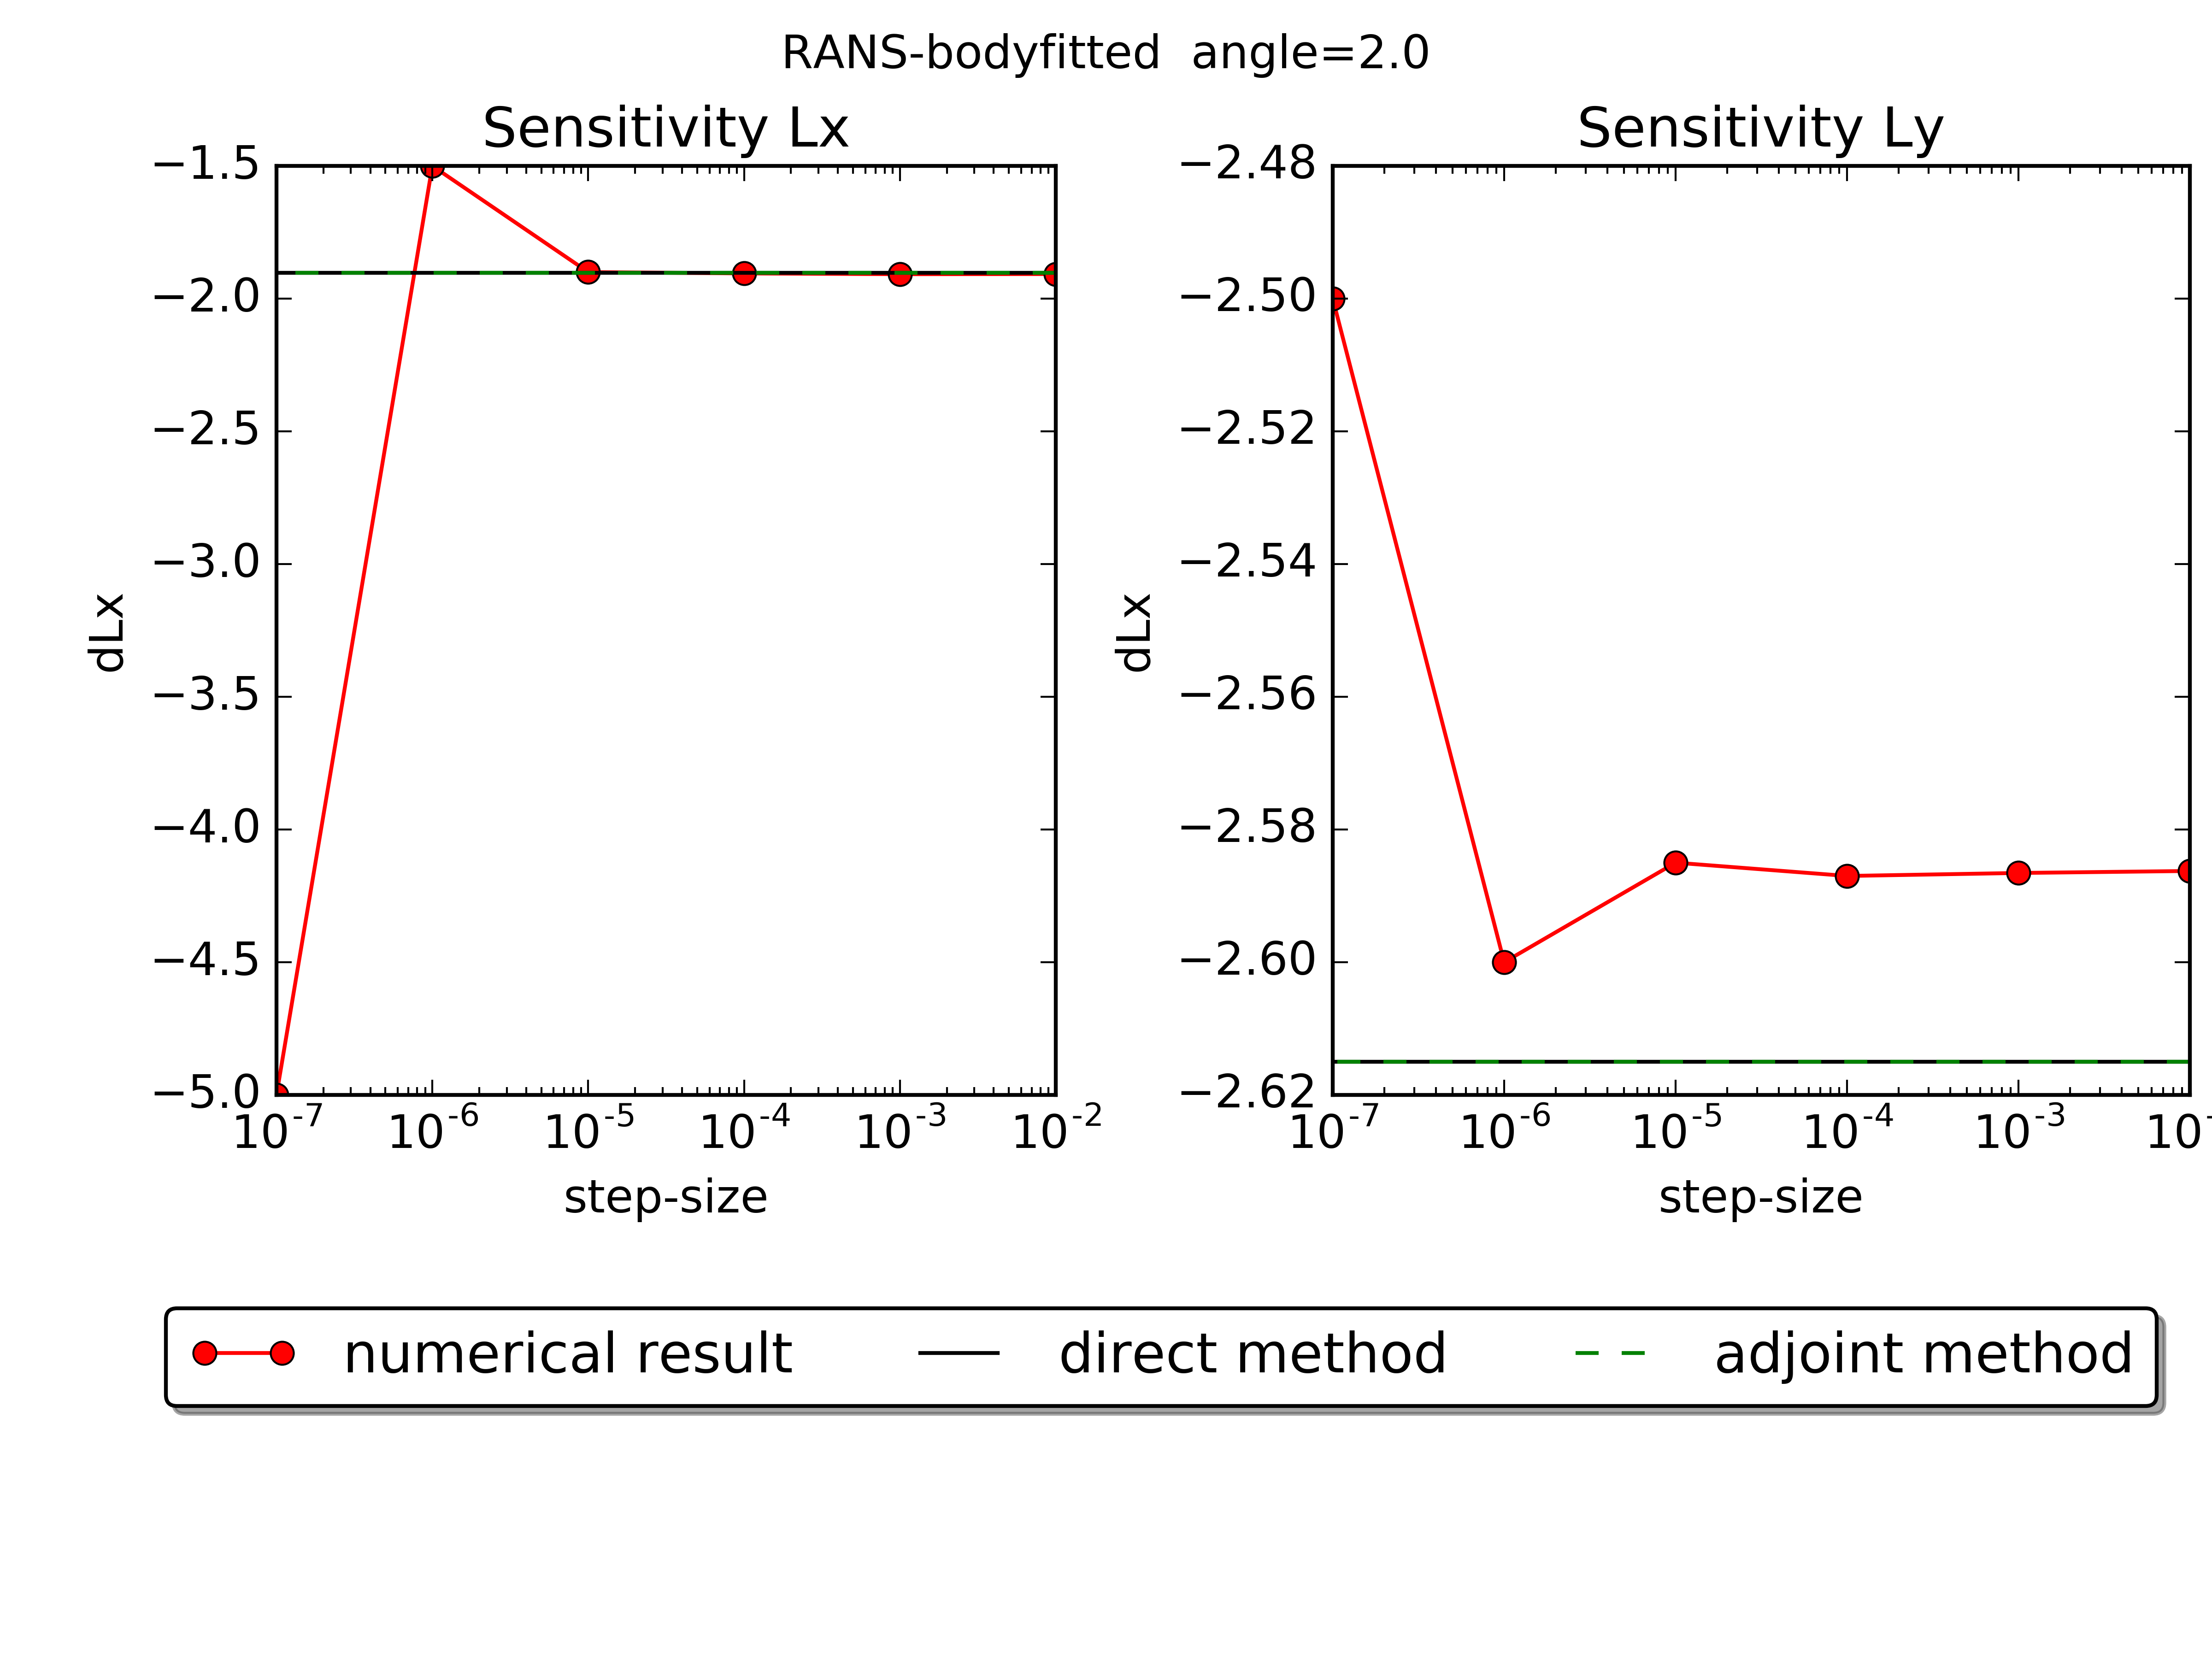 RANS-bodyfitted  angle=2.0
Sensitivity Lx
−1.5
−2.0
−2.5
−3.0
−3.5
−4.0
−4.5
−5.0
dLx
10^-7 10^-6 10^-5 10^-4 10^-3 10^-2
step-size
Sensitivity Ly
−2.48
−2.50
−2.52
−2.54
−2.56
−2.58
−2.60
−2.62
dLx
10^-7 10^-6 10^-5 10^-4 10^-3 10^-
step-size
numerical result direct method adjoint method